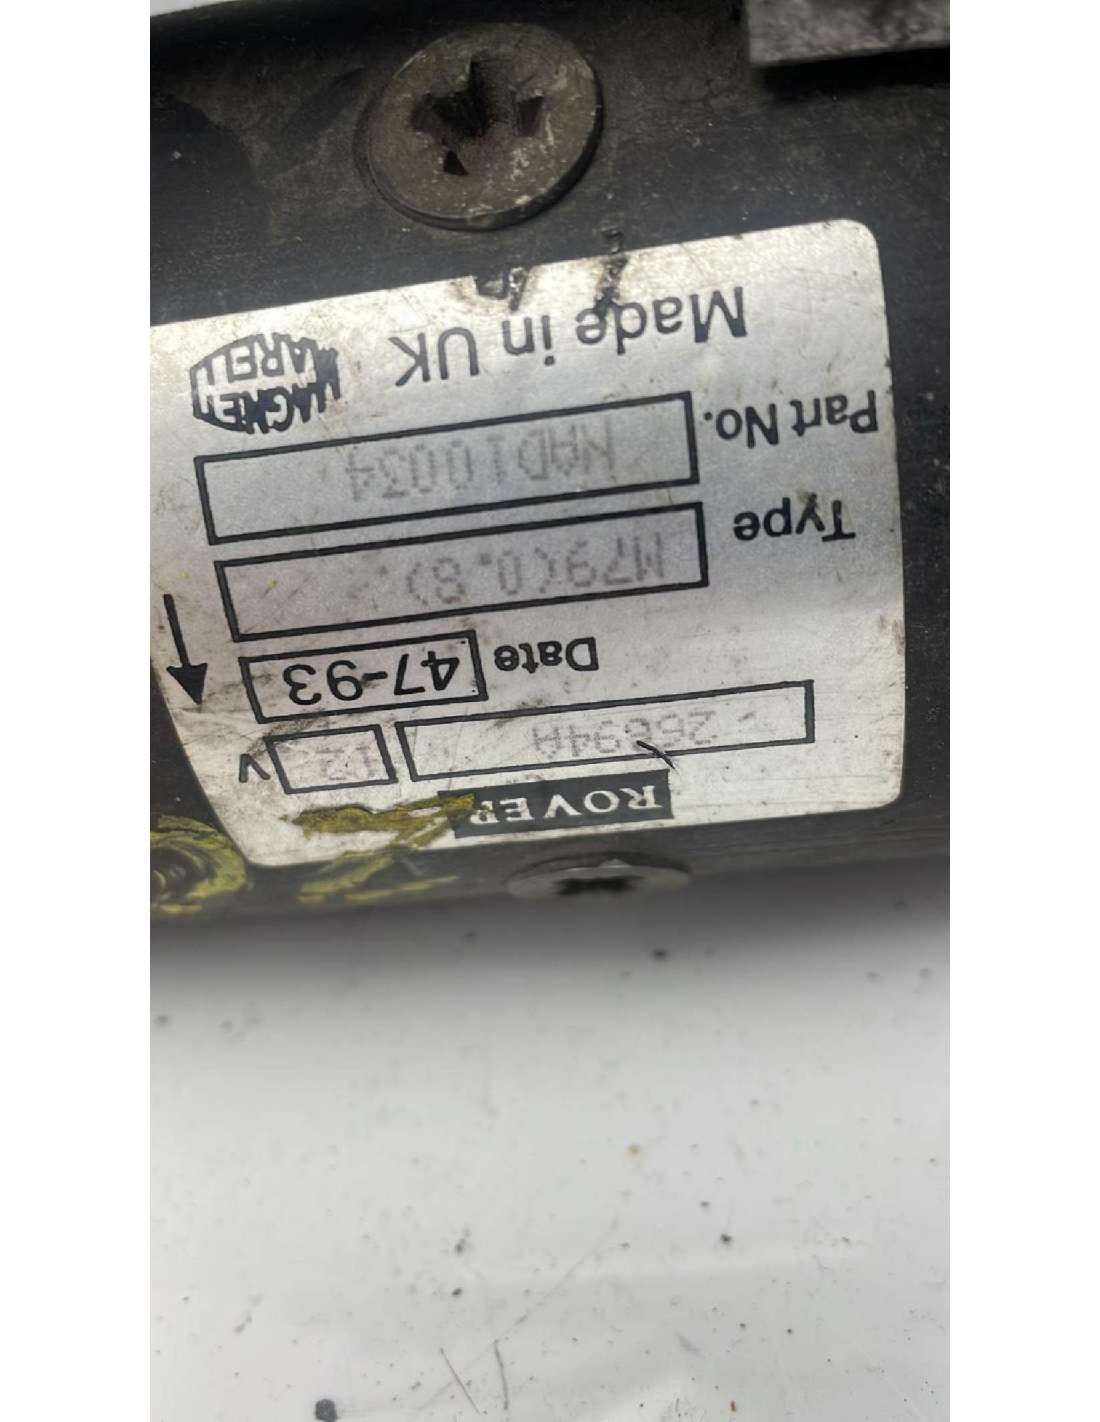 ROVER
12 V
Date 47-93
Type M79(0.8)
Part No. NAD10034
Made in UK
MAGNETI
MARELLI